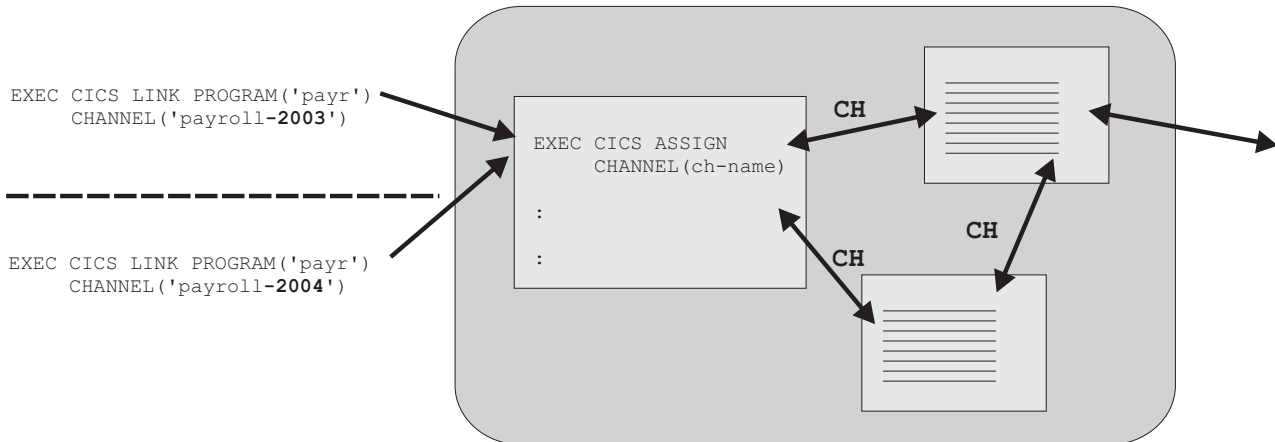 EXEC CICS LINK PROGRAM('payr')
CHANNEL('payroll-2003')
EXEC CICS LINK PROGRAM('payr')
CHANNEL('payroll-2004')
EXEC CICS ASSIGN
CHANNEL(ch-name)
:
:
CH
CH
CH